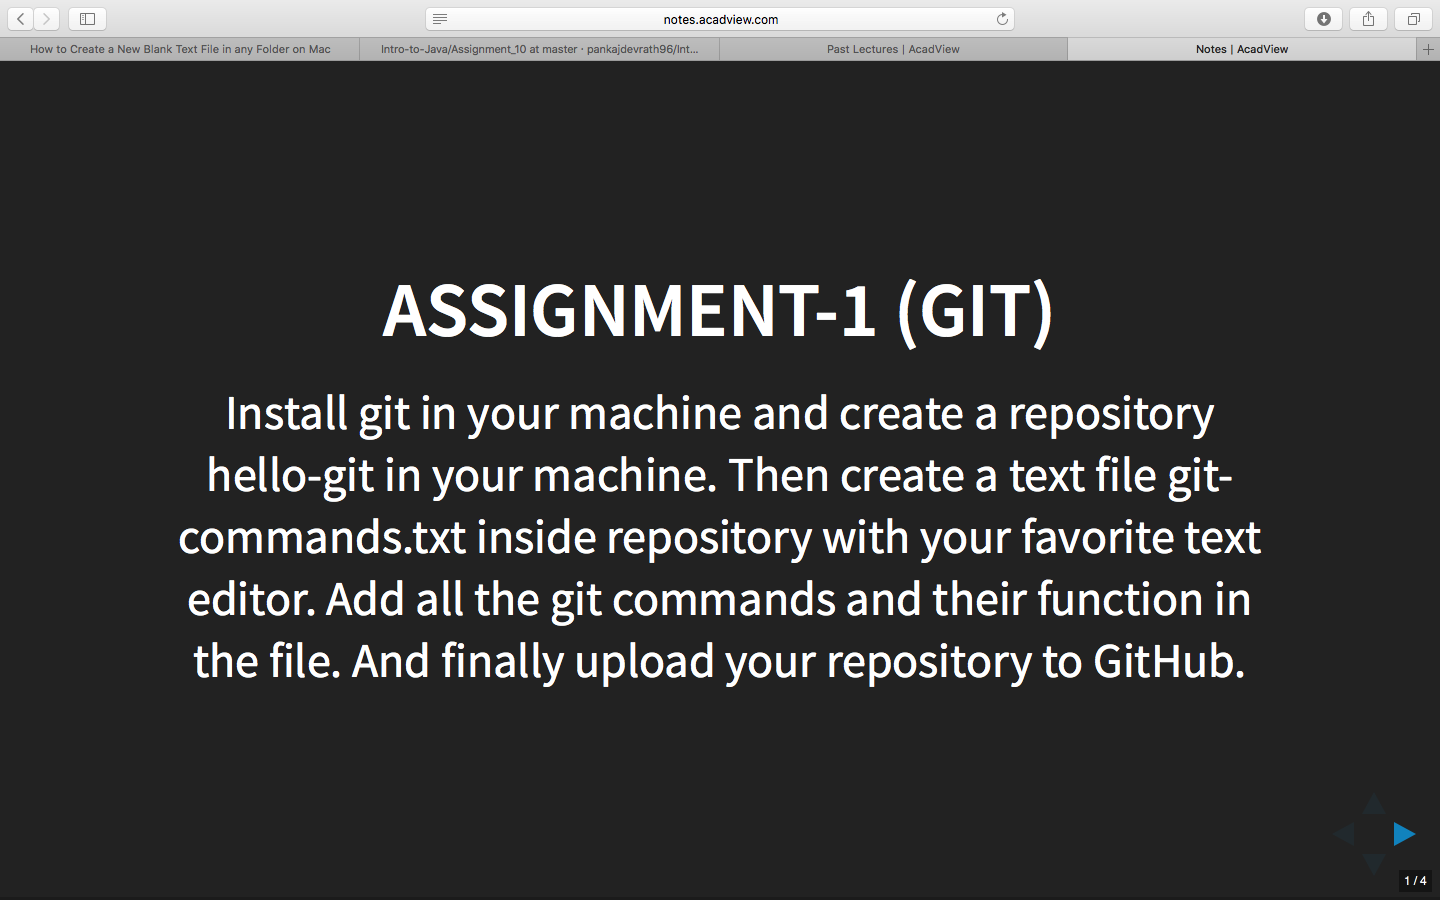 notes.acadview.com
How to Create a New Blank Text File in any Folder on Mac
Intro-to-Java/Assignment_10 at master · pankajdevrath96/Int...
Past Lectures | AcadView
Notes | AcadView
ASSIGNMENT-1 (GIT)
Install git in your machine and create a repository
hello-git in your machine. Then create a text file git-
commands.txt inside repository with your favorite text
editor. Add all the git commands and their function in
the file. And finally upload your repository to GitHub.
1 / 4